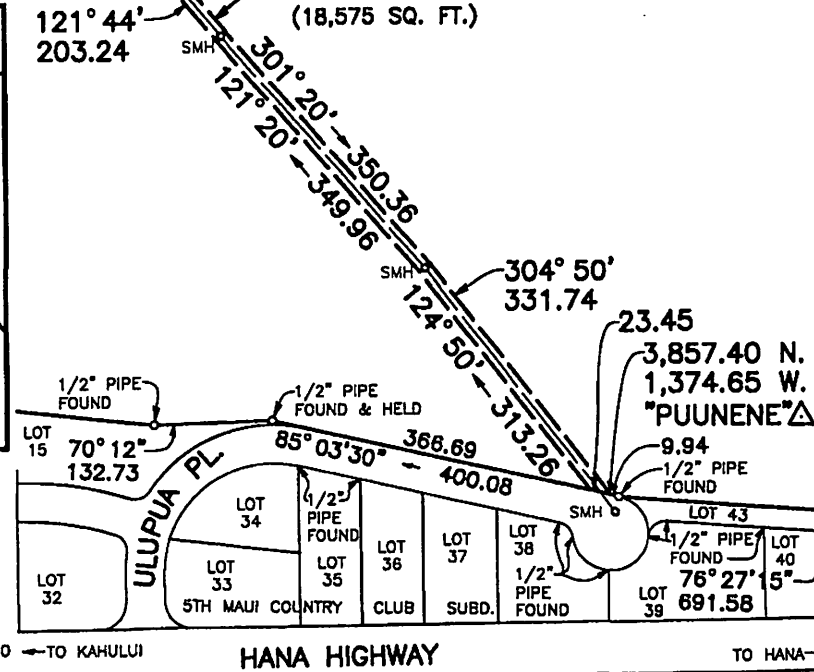 121° 44'
203.24
(18,575 SQ. FT.)
SMH
301° 20' → 350.36
121° 20' ← 349.96
SMH
304° 50'
331.74
124° 50' ← 313.26
23.45
3,857.40 N.
1,374.65 W.
"PUUNENE"
9.94
1/2" PIPE
FOUND
1/2" PIPE
FOUND
1/2" PIPE
FOUND & HELD
LOT
15
70° 12"
132.73
366.69
85° 03'30" ← 400.08
SMH
LOT 43
ULUPUA PL.
LOT
34
1/2"
PIPE
FOUND
LOT
36
LOT
37
LOT
38
1/2" PIPE
FOUND
LOT
40
LOT
32
LOT
33
LOT
35
1/2"
PIPE
FOUND
LOT
39
76° 27'15"
691.58
5TH MAUI COUNTRY CLUB SUBD.
← TO KAHULUI
HANA HIGHWAY
TO HANA